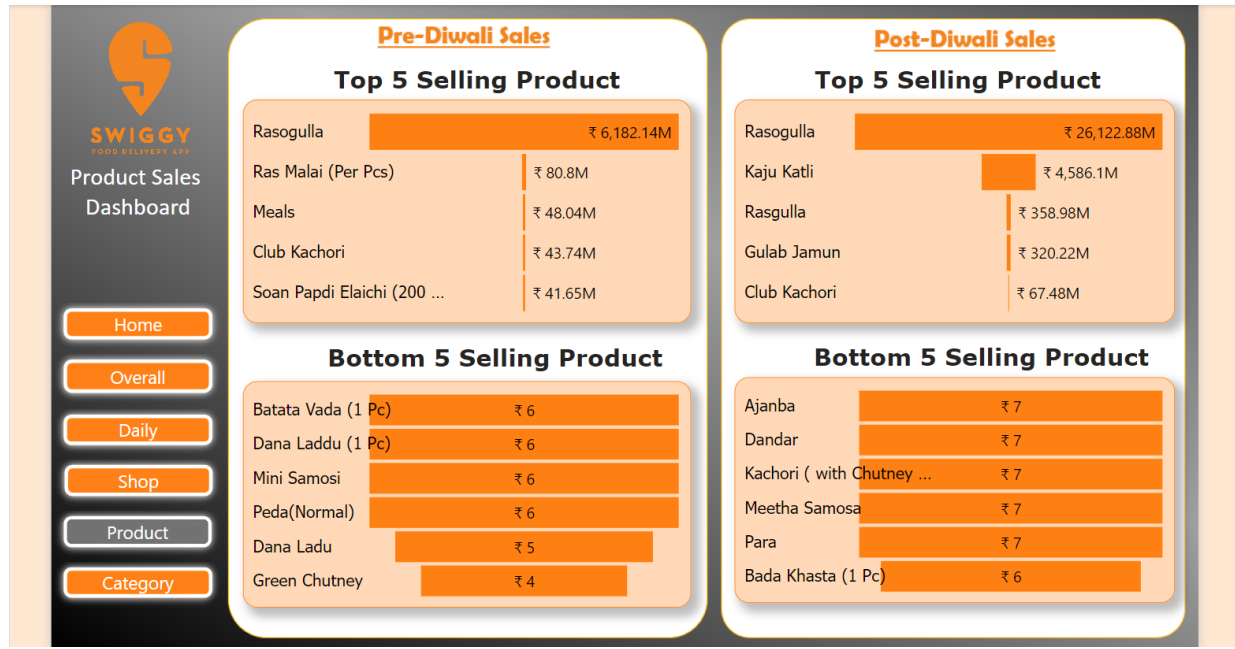 SWIGGY
FOOD DELIVERY APP
Product Sales
Dashboard
Home
Overall
Daily
Shop
Product
Category
Pre-Diwali Sales
Top 5 Selling Product
Rasogulla ₹ 6,182.14M
Ras Malai (Per Pcs) ₹ 80.8M
Meals ₹ 48.04M
Club Kachori ₹ 43.74M
Soan Papdi Elaichi (200 ... ₹ 41.65M
Bottom 5 Selling Product
Batata Vada (1 Pc) ₹ 6
Dana Laddu (1 Pc) ₹ 6
Mini Samosi ₹ 6
Peda(Normal) ₹ 6
Dana Ladu ₹ 5
Green Chutney ₹ 4
Post-Diwali Sales
Top 5 Selling Product
Rasogulla ₹ 26,122.88M
Kaju Katli ₹ 4,586.1M
Rasgulla ₹ 358.98M
Gulab Jamun ₹ 320.22M
Club Kachori ₹ 67.48M
Bottom 5 Selling Product
Ajanba ₹ 7
Dandar ₹ 7
Kachori ( with Chutney ... ₹ 7
Meetha Samosa ₹ 7
Para ₹ 7
Bada Khasta (1 Pc) ₹ 6